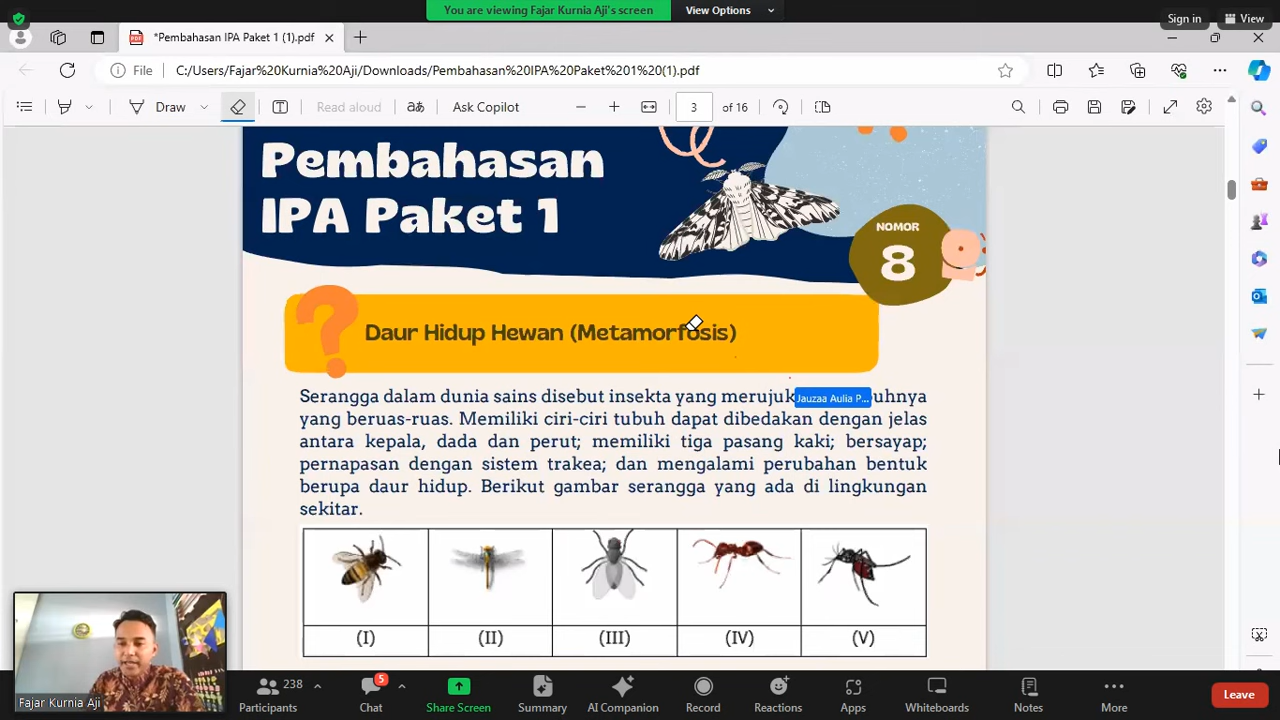 You are viewing Fajar Kurnia Aji's screen
View Options
Sign in
View
*Pembahasan IPA Paket 1 (1).pdf
File
C:/Users/Fajar%20Kurnia%20Aji/Downloads/Pembahasan%20IPA%20Paket%201%20(1).pdf
Draw
Read aloud
aあ
Ask Copilot
3
of 16
Pembahasan
IPA Paket 1
NOMOR
8
?
Daur Hidup Hewan (Metamorfosis)
Serangga dalam dunia sains disebut insekta yang merujuk
Jauzaa Aulia P...
uhnya
yang beruas-ruas. Memiliki ciri-ciri tubuh dapat dibedakan dengan jelas
antara kepala, dada dan perut; memiliki tiga pasang kaki; bersayap;
pernapasan dengan sistem trakea; dan mengalami perubahan bentuk
berupa daur hidup. Berikut gambar serangga yang ada di lingkungan
sekitar.
(I)
(II)
(III)
(IV)
(V)
Fajar Kurnia Aji
238
Participants
5
Chat
Share Screen
Summary
AI Companion
Record
Reactions
Apps
Whiteboards
Notes
More
Leave